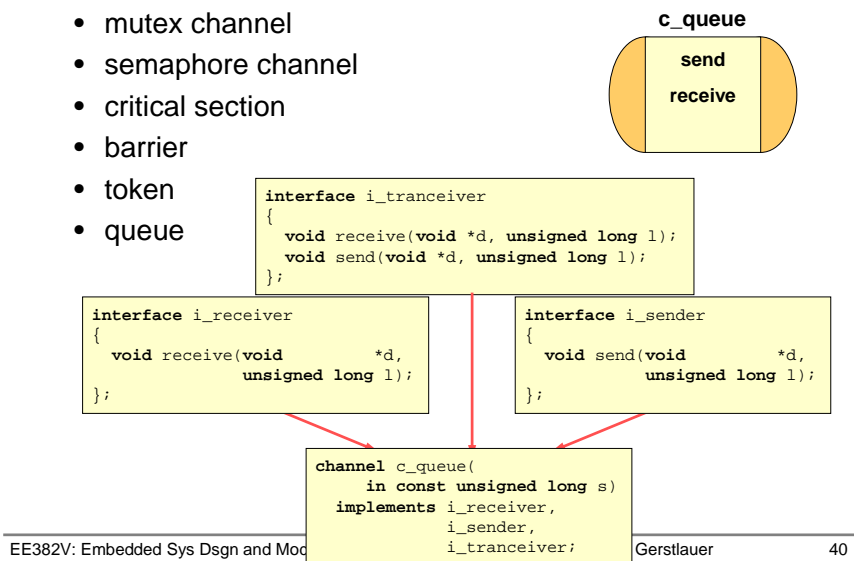 • mutex channel
• semaphore channel
• critical section
• barrier
• token
• queue
c_queue
send
receive
interface i_tranceiver
{
void receive(void *d, unsigned long l);
void send(void *d, unsigned long l);
};
interface i_receiver
{
void receive(void *d,
unsigned long l);
};
interface i_sender
{
void send(void *d,
unsigned long l);
};
channel c_queue(
in const unsigned long s)
implements i_receiver,
i_sender,
i_tranceiver;
EE382V: Embedded Sys Dsgn and Mod
Gerstlauer
40